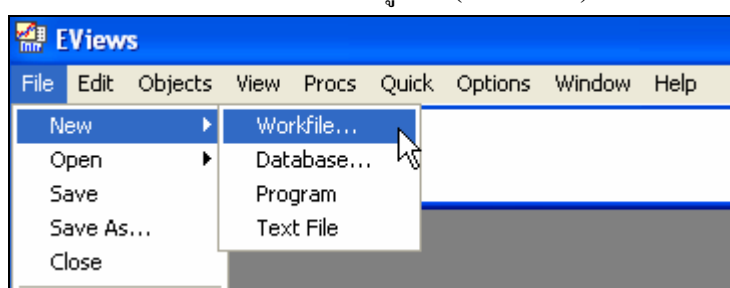 EViews
File Edit Objects View Procs Quick Options Window Help
New Workfile...
Open Database...
Save Program
Save As... Text File
Close